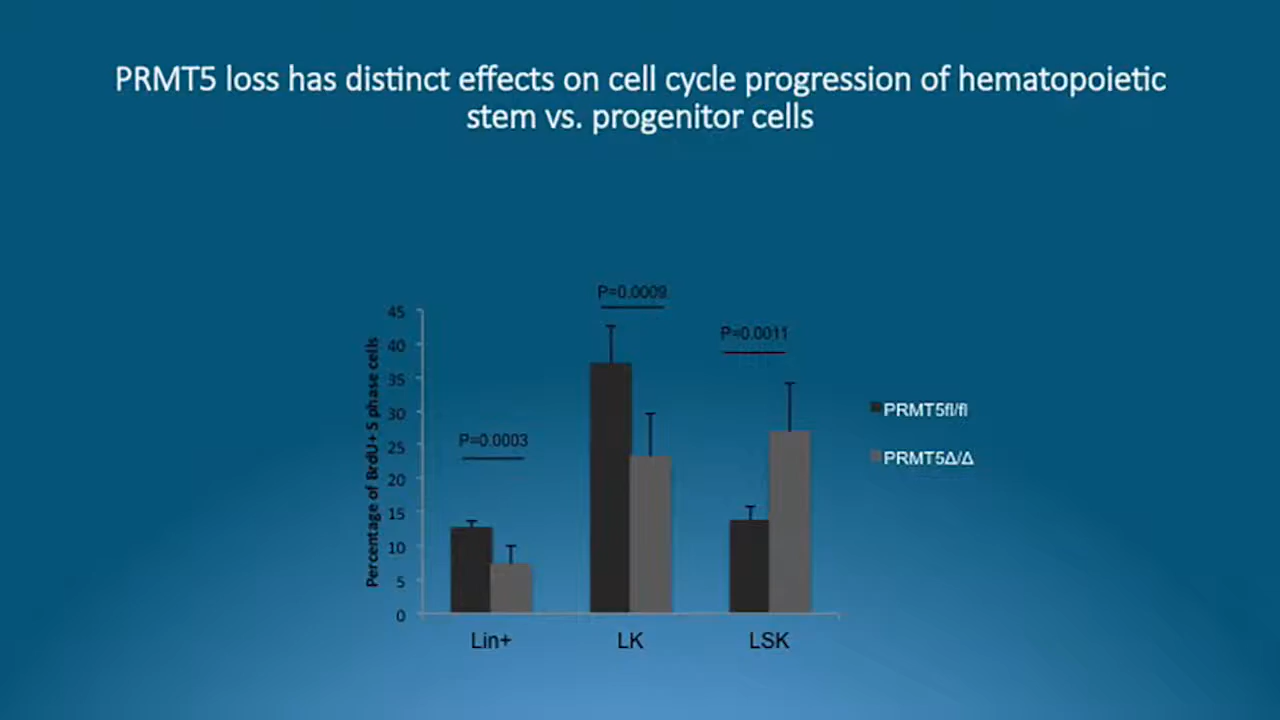 PRMT5 loss has distinct effects on cell cycle progression of hematopoietic
stem vs. progenitor cells
P=0.0009
P=0.0011
P=0.0003
Percentage of BrdU+ S phase cells
45
40
35
30
25
20
15
10
5
0
Lin+
LK
LSK
PRMT5fl/fl
PRMT5Δ/Δ